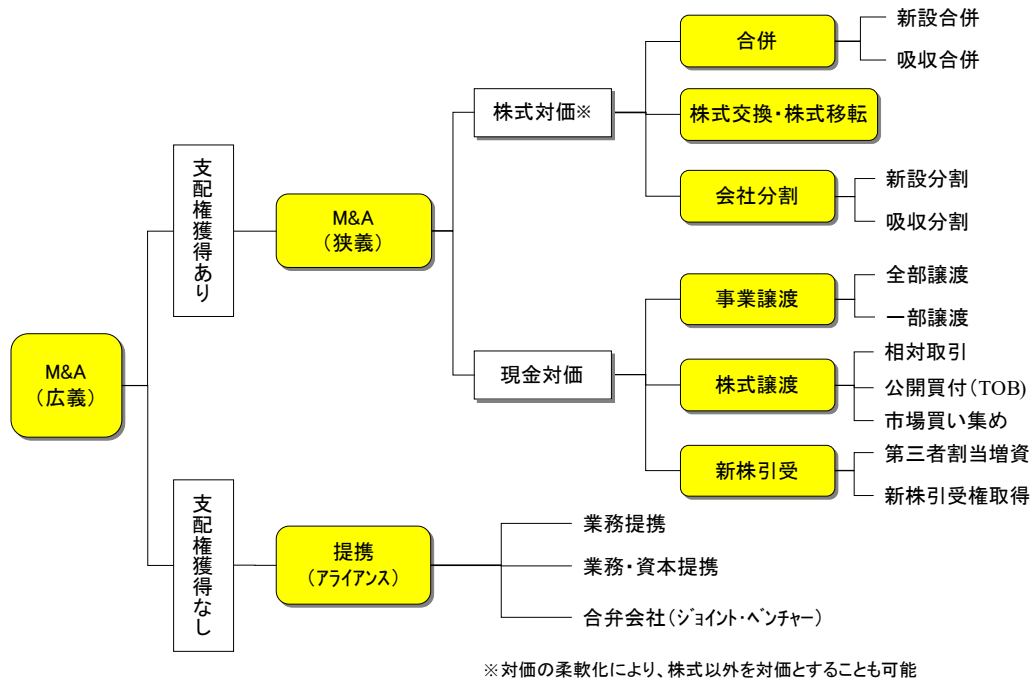 M&A
（広義）
支配権獲得あり
M&A
（狭義）
株式対価※
合併
新設合併
吸収合併
株式交換・株式移転
会社分割
新設分割
吸収分割
現金対価
事業譲渡
全部譲渡
一部譲渡
株式譲渡
相対取引
公開買付（TOB）
市場買い集め
新株引受
第三者割当増資
新株引受権取得
支配権獲得なし
提携
（アライアンス）
業務提携
業務・資本提携
合弁会社（ジョイント・ベンチャー）
※対価の柔軟化により、株式以外を対価とすることも可能